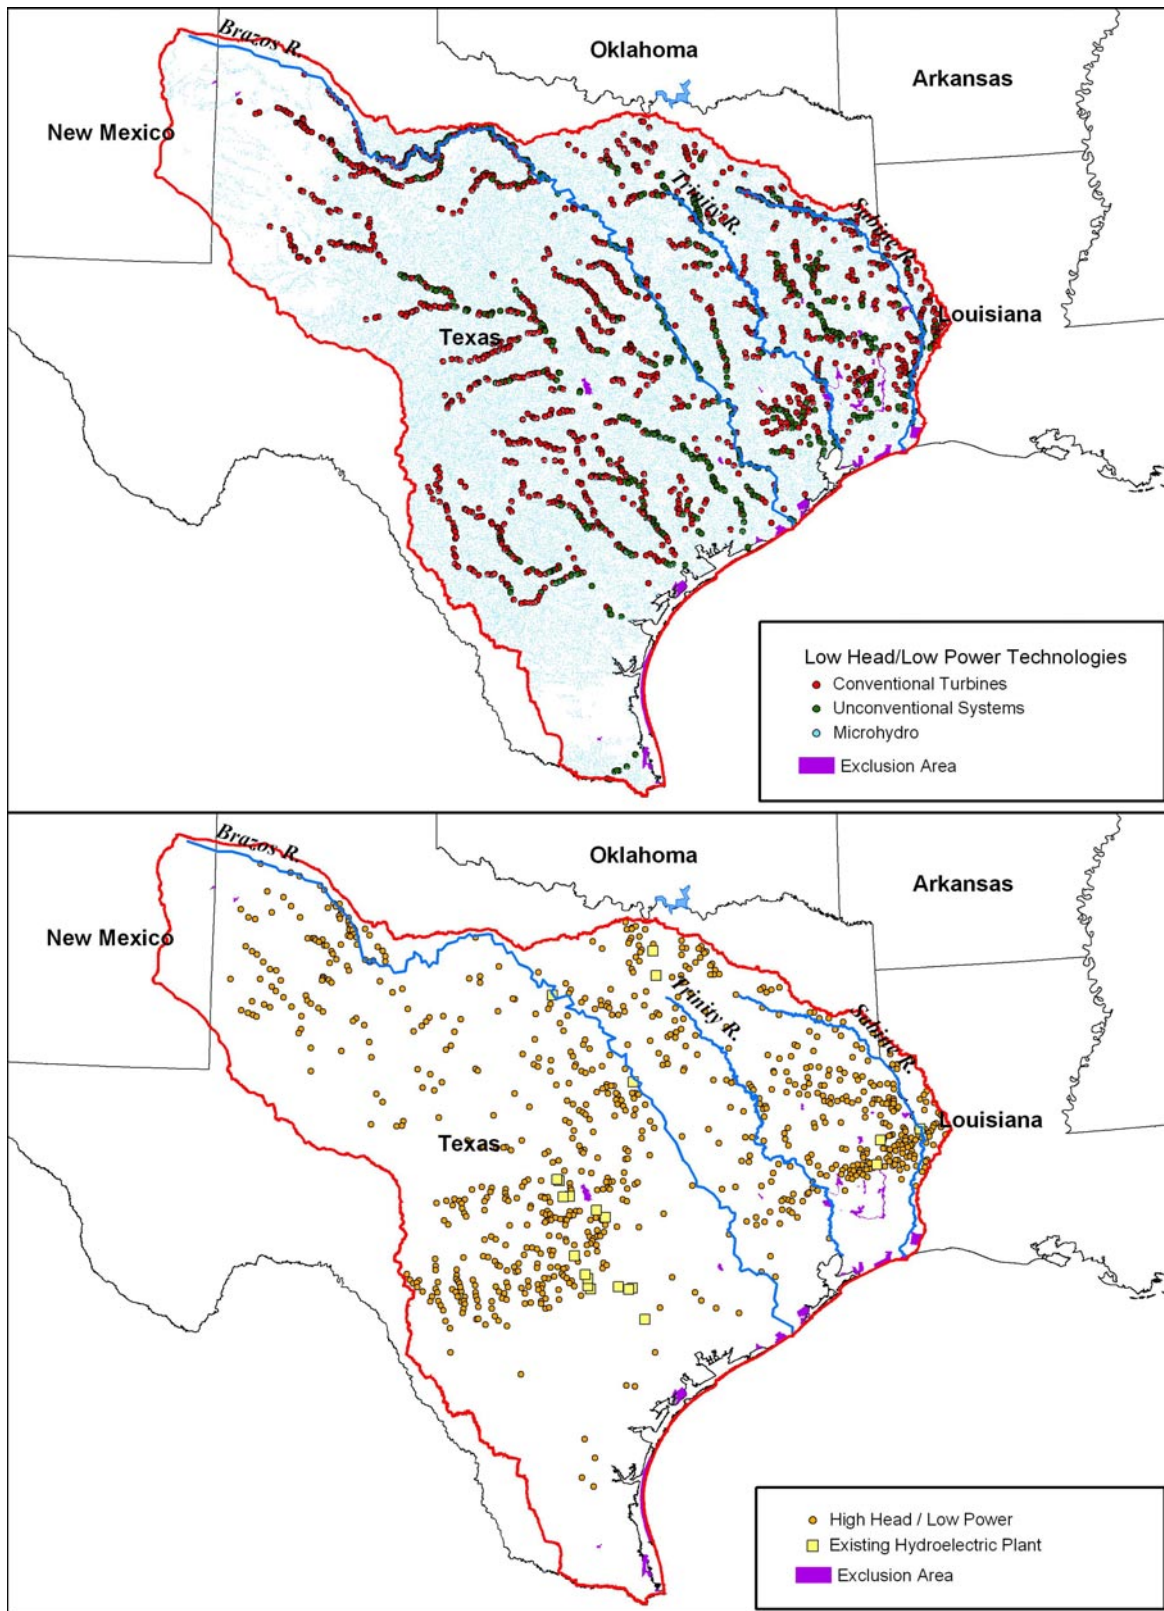 Brazos R.
Oklahoma
Arkansas
New Mexico
Trinity R.
Sabine R.
Louisiana
Texas
Low Head/Low Power Technologies
Conventional Turbines
Unconventional Systems
Microhydro
Exclusion Area
Brazos R.
Oklahoma
Arkansas
New Mexico
Trinity R.
Sabine R.
Louisiana
Texas
High Head / Low Power
Existing Hydroelectric Plant
Exclusion Area